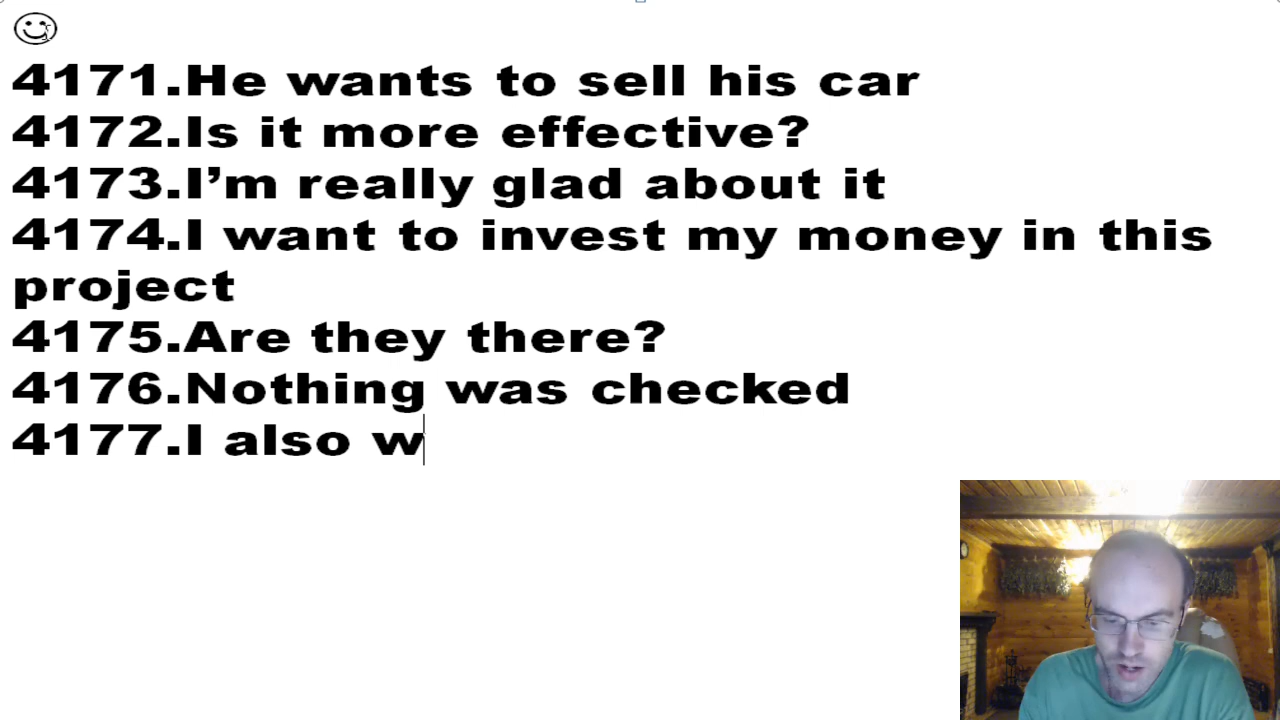 4171.He wants to sell his car
4172.Is it more effective?
4173.I’m really glad about it
4174.I want to invest my money in this
project
4175.Are they there?
4176.Nothing was checked
4177.I also w